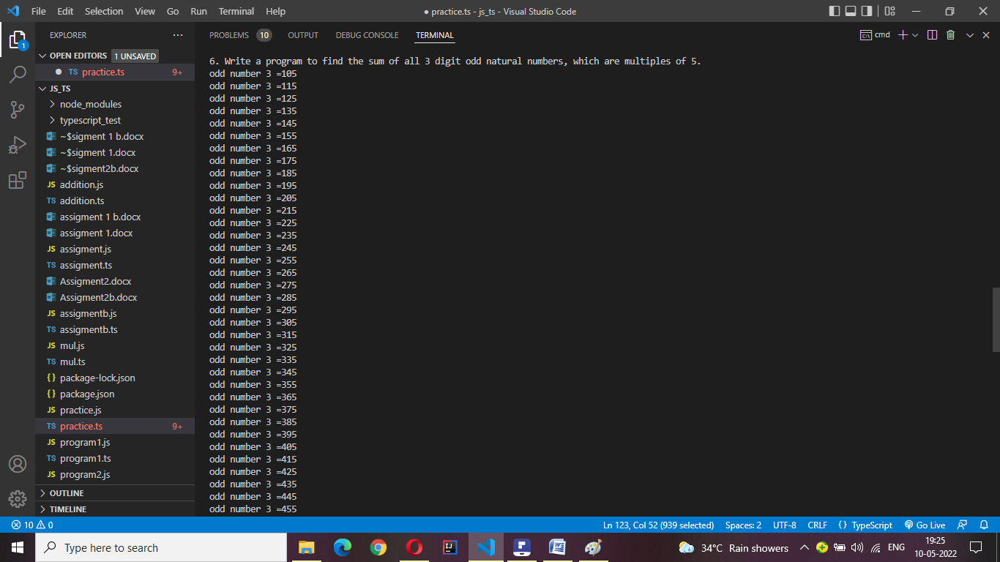 File Edit Selection View Go Run Terminal Help
● practice.ts - js_ts - Visual Studio Code
EXPLORER
OPEN EDITORS 1 UNSAVED
TS practice.ts 9+
JS_TS
node_modules
typescript_test
~$sigment 1 b.docx
~$sigment 1.docx
~$sigment2b.docx
JS addition.js
TS addition.ts
assigment 1 b.docx
assigment 1.docx
JS assigment.js
TS assigment.ts
Assigment2.docx
Assigment2b.docx
JS assigmentb.js
TS assigmentb.ts
JS mul.js
TS mul.ts
{} package-lock.json
{} package.json
JS practice.js
TS practice.ts 9+
JS program1.js
TS program1.ts
JS program2.js
OUTLINE
TIMELINE
1
PROBLEMS 10 OUTPUT DEBUG CONSOLE TERMINAL
cmd
6. Write a program to find the sum of all 3 digit odd natural numbers, which are multiples of 5.
odd number 3 =105
odd number 3 =115
odd number 3 =125
odd number 3 =135
odd number 3 =145
odd number 3 =155
odd number 3 =165
odd number 3 =175
odd number 3 =185
odd number 3 =195
odd number 3 =205
odd number 3 =215
odd number 3 =225
odd number 3 =235
odd number 3 =245
odd number 3 =255
odd number 3 =265
odd number 3 =275
odd number 3 =285
odd number 3 =295
odd number 3 =305
odd number 3 =315
odd number 3 =325
odd number 3 =335
odd number 3 =345
odd number 3 =355
odd number 3 =365
odd number 3 =375
odd number 3 =385
odd number 3 =395
odd number 3 =405
odd number 3 =415
odd number 3 =425
odd number 3 =435
odd number 3 =445
odd number 3 =455
10 0
Ln 123, Col 52 (939 selected) Spaces: 2 UTF-8 CRLF {} TypeScript Go Live
Type here to search
34°C Rain showers
ENG
19:25
10-05-2022